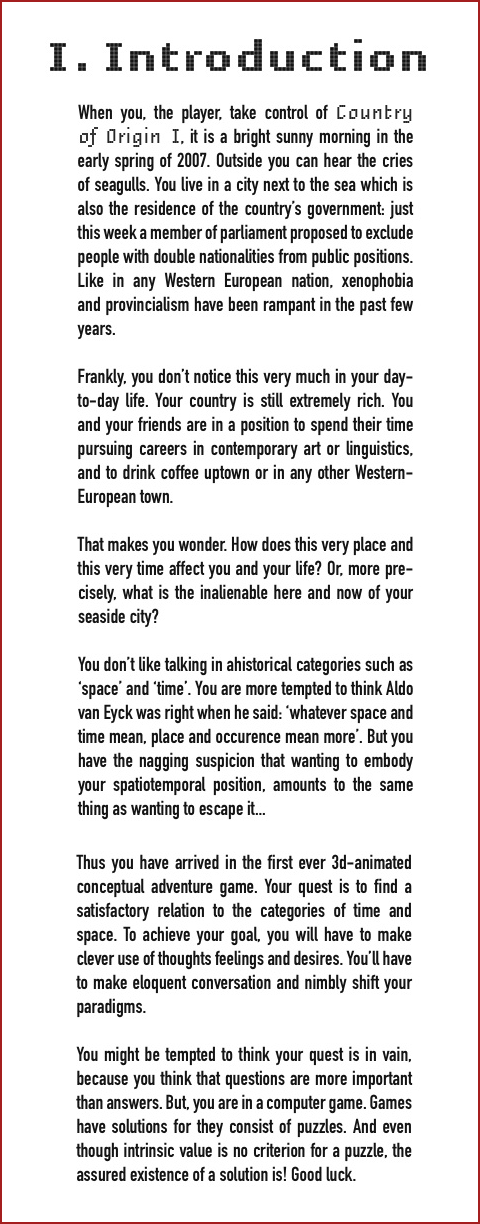 I. Introduction
When you, the player, take control of Country
of Origin I, it is a bright sunny morning in the
early spring of 2007. Outside you can hear the cries
of seagulls. You live in a city next to the sea which is
also the residence of the country's government: just
this week a member of parliament proposed to exclude
people with double nationalities from public positions.
Like in any Western European nation, xenophobia
and provincialism have been rampant in the past few
years.
Frankly, you don't notice this very much in your day-
to-day life. Your country is still extremely rich. You
and your friends are in a position to spend their time
pursuing careers in contemporary art or linguistics,
and to drink coffee uptown or in any other Western-
European town.
That makes you wonder. How does this very place and
this very time affect you and your life? Or, more pre-
cisely, what is the inalienable here and now of your
seaside city?
You don't like talking in ahistorical categories such as
'space' and 'time'. You are more tempted to think Aldo
van Eyck was right when he said: 'whatever space and
time mean, place and occurence mean more'. But you
have the nagging suspicion that wanting to embody
your spatiotemporal position, amounts to the same
thing as wanting to escape it...
Thus you have arrived in the first ever 3d-animated
conceptual adventure game. Your quest is to find a
satisfactory relation to the categories of time and
space. To achieve your goal, you will have to make
clever use of thoughts feelings and desires. You'll have
to make eloquent conversation and nimbly shift your
paradigms.
You might be tempted to think your quest is in vain,
because you think that questions are more important
than answers. But, you are in a computer game. Games
have solutions for they consist of puzzles. And even
though intrinsic value is no criterion for a puzzle, the
assured existence of a solution is! Good luck.